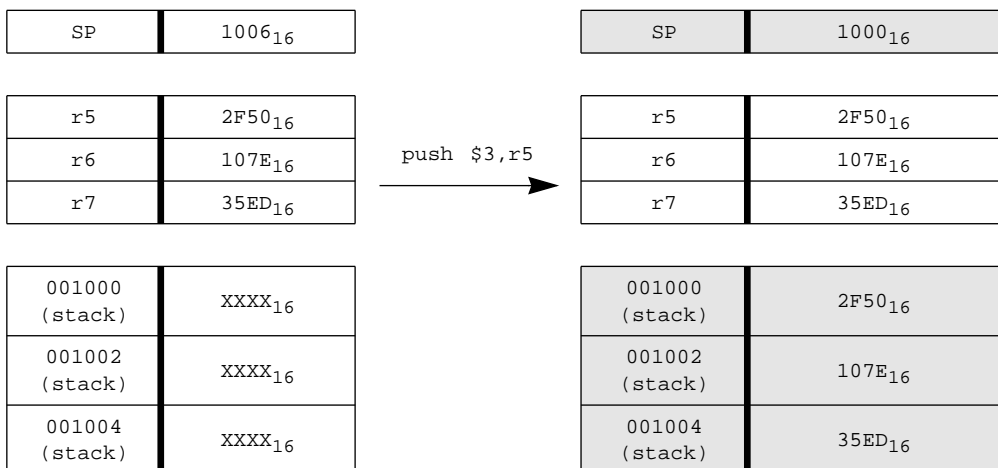 SP 1006₁₆ SP 1000₁₆
r5 2F50₁₆ r5 2F50₁₆
r6 107E₁₆ push $3,r5 r6 107E₁₆
r7 35ED₁₆ r7 35ED₁₆
001000 (stack) XXXX₁₆ 001000 (stack) 2F50₁₆
001002 (stack) XXXX₁₆ 001002 (stack) 107E₁₆
001004 (stack) XXXX₁₆ 001004 (stack) 35ED₁₆